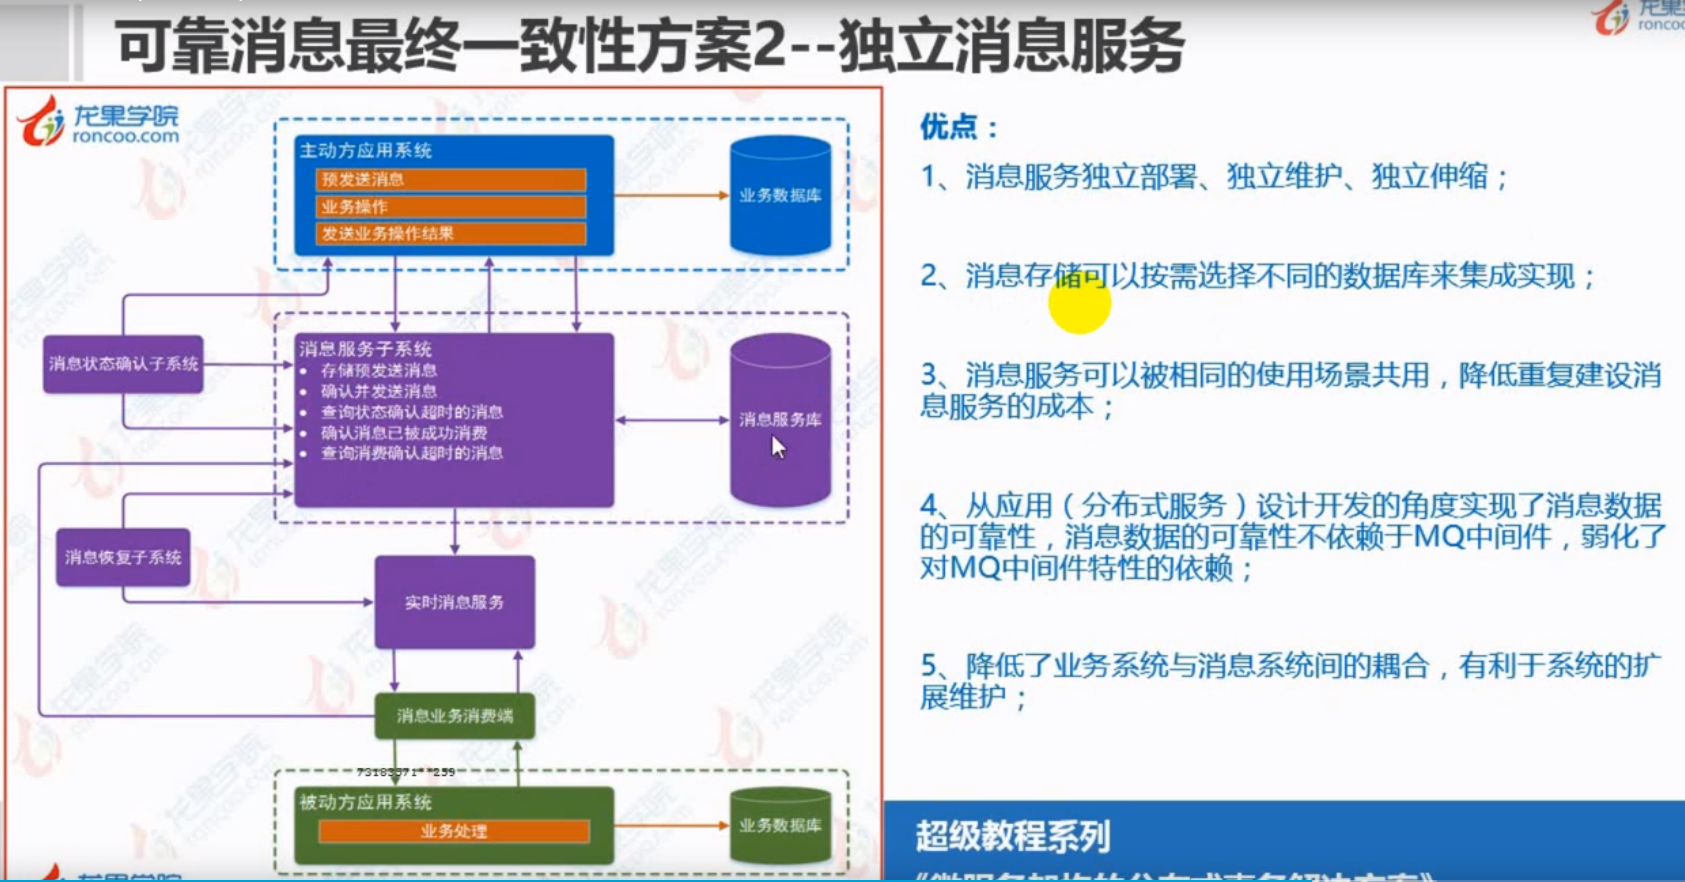 可靠消息最终一致性方案2--独立消息服务
龙果学院
roncoo.com
主动方应用系统
预发送消息
业务操作
发送业务操作结果
业务数据库
消息状态确认子系统
消息服务子系统
• 存储预发送消息
• 确认并发送消息
• 查询状态确认超时的消息
• 确认消息已被成功消费
• 查询消费确认超时的消息
消息服务库
消息恢复子系统
实时消息服务
消息业务消费端
被动方应用系统
业务处理
业务数据库
优点：
1、消息服务独立部署、独立维护、独立伸缩；
2、消息存储可以按需选择不同的数据库来集成实现；
3、消息服务可以被相同的使用场景共用，降低重复建设消
息服务的成本；
4、从应用（分布式服务）设计开发的角度实现了消息数据
的可靠性，消息数据的可靠性不依赖于MQ中间件，弱化了
对MQ中间件特性的依赖；
5、降低了业务系统与消息系统间的耦合，有利于系统的扩
展维护；
超级教程系列